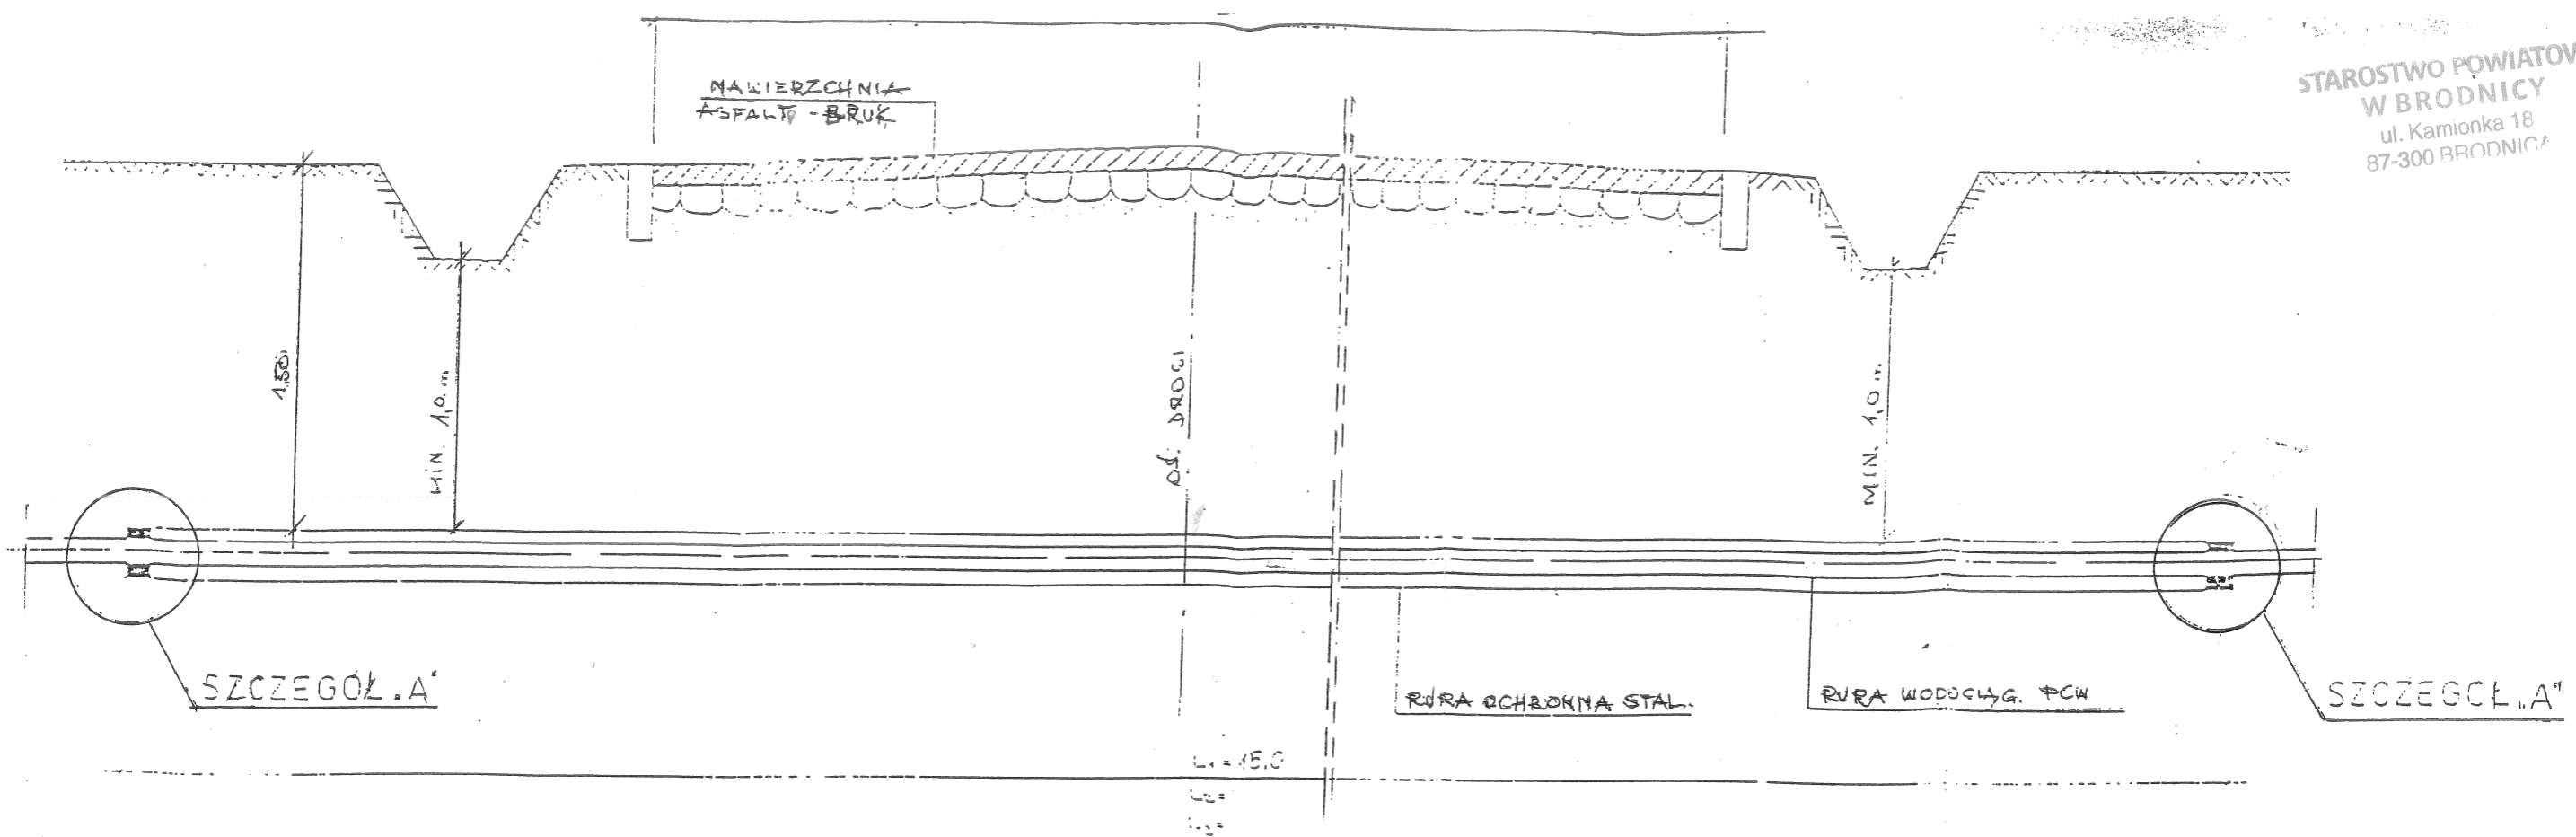 STAROSTWO POWIATOW
W BRODNICY
ul. Kamionka 18
87-300 BRODNICA
NAWIERZCHNIA
ASFALT - BRUK
1,50
MIN. 1,0 m
OŚ DROGI
MIN. 1,0 m.
SZCZEGÓŁ „A"
RURA OCHRONNA STAL.
RURA WODOCIĄG. PCW
SZCZEGÓŁ „A"
L1 = 15,0
L2 =
L3 =